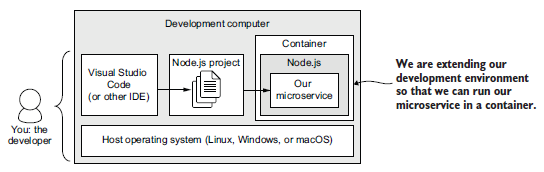 Development computer
Visual Studio
Code
(or other IDE)
Node.js project
Container
Node.js
Our
microservice
Host operating system (Linux, Windows, or macOS)
You: the
developer
We are extending our
development environment
so that we can run our
microservice in a container.